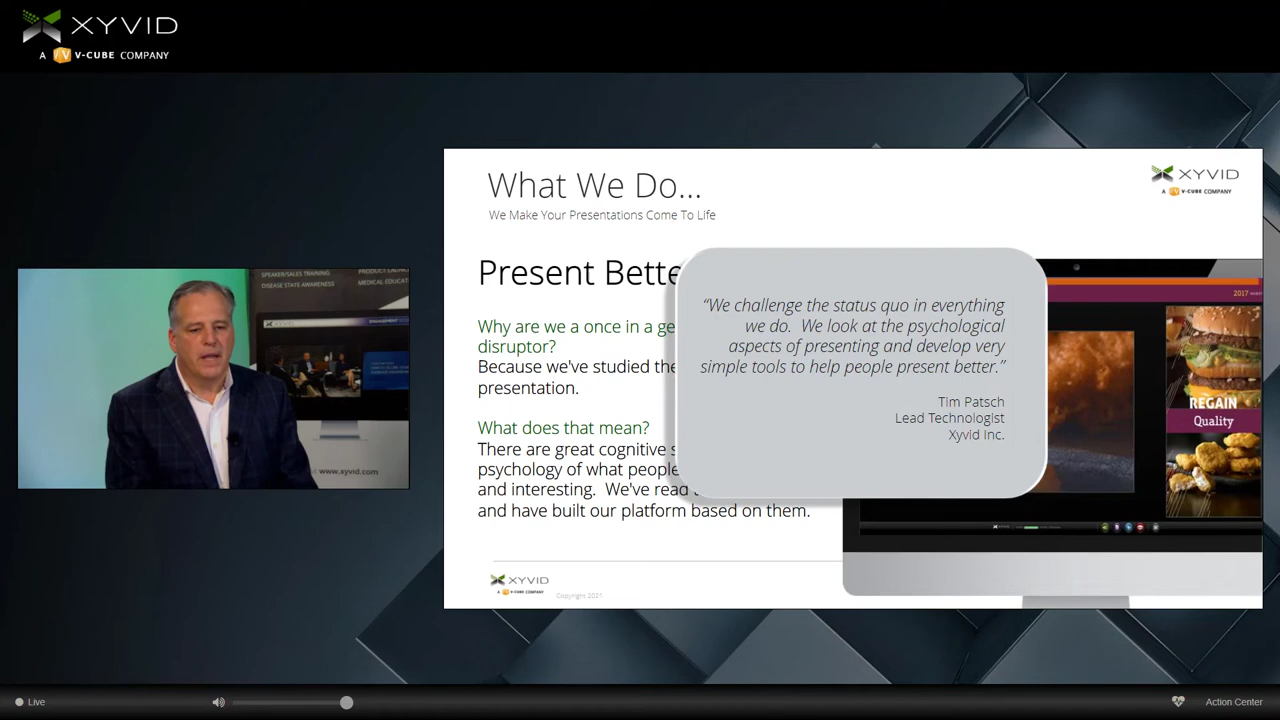 XYVID
A V-CUBE COMPANY
SPEAKER/SALES TRAINING
DISEASE STATE AWARENESS
PRODUCT
MEDICAL EDUCAT
www.xyvid.com
What We Do...
We Make Your Presentations Come To Life
XYVID
A V-CUBE COMPANY
Present Bette
Why are we a once in a ge
disruptor?
Because we've studied the
presentation.
What does that mean?
There are great cognitive s
psychology of what people
and interesting. We've read
and have built our platform based on them.
“We challenge the status quo in everything
we do. We look at the psychological
aspects of presenting and develop very
simple tools to help people present better.”
Tim Patsch
Lead Technologist
Xyvid Inc.
2017
REGAIN
Quality
XYVID
A V-CUBE COMPANY
Copyright 2021
Live
Action Center